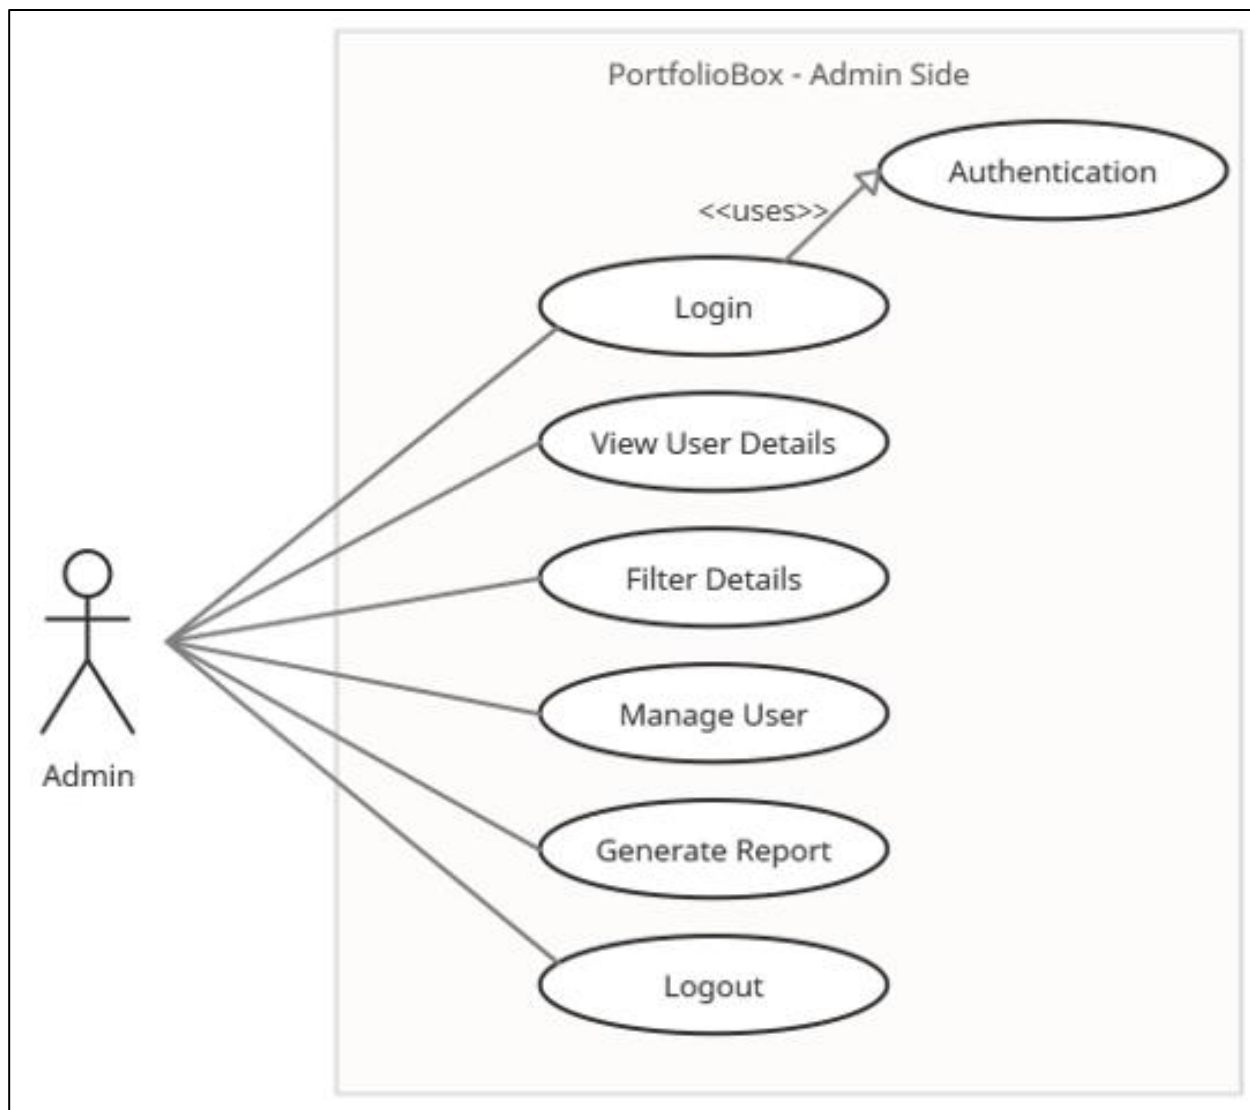 PortfolioBox - Admin Side
Authentication
<<uses>>
Login
View User Details
Filter Details
Manage User
Admin
Generate Report
Logout